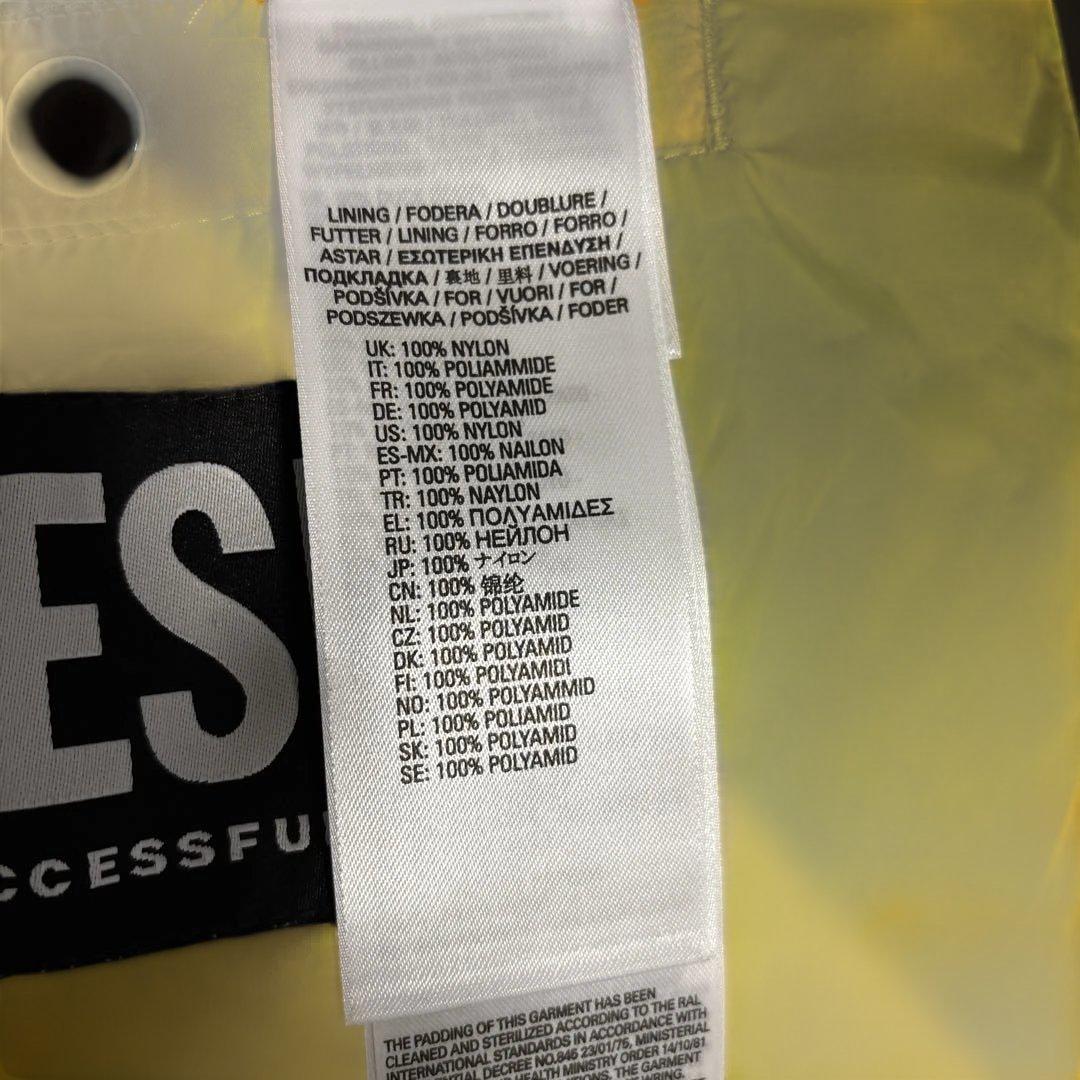 LINING / FODERA / DOUBLURE /
FUTTER / LINING / FORRO / FORRO /
ASTAR / ΕΣΩΤΕΡΙΚΗ ΕΠΕΝΔΥΣΗ /
ПОДКЛАДКА / 裏地 / 里料 / VOERING /
PODŠÍVKA / FOR / VUORI / FOR /
PODSZEWKA / PODŠÍVKA / FODER
UK: 100% NYLON
IT: 100% POLIAMMIDE
FR: 100% POLYAMIDE
DE: 100% POLYAMID
US: 100% NYLON
ES-MX: 100% NAILON
PT: 100% POLIAMIDA
TR: 100% NAYLON
EL: 100% ΠΟΛΥΑΜΙΔΕΣ
RU: 100% НЕЙЛОН
JP: 100% ナイロン
CN: 100% 锦纶
NL: 100% POLYAMIDE
CZ: 100% POLYAMID
DK: 100% POLYAMID
FI: 100% POLYAMIDI
NO: 100% POLYAMMID
PL: 100% POLIAMID
SK: 100% POLYAMID
SE: 100% POLYAMID
ES
CCESSFU
THE PADDING OF THIS GARMENT HAS BEEN
CLEANED AND STERILIZED ACCORDING TO THE RAL
INTERNATIONAL STANDARDS IN ACCORDANCE WITH
DECREE NO.846 23/01/75, MINISTERIAL
HEALTH MINISTRY ORDER 14/10/81
THE GARMENT
WRING.